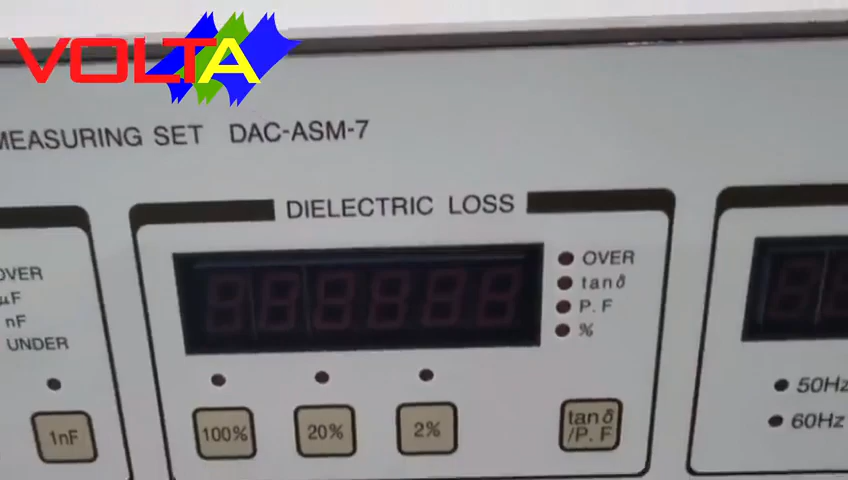 VOLTA
MEASURING SET DAC-ASM-7
DIELECTRIC LOSS
OVER
tanδ
P.F
%
OVER
µF
nF
UNDER
1nF
100%
20%
2%
tanδ
/P.F
50Hz
60Hz